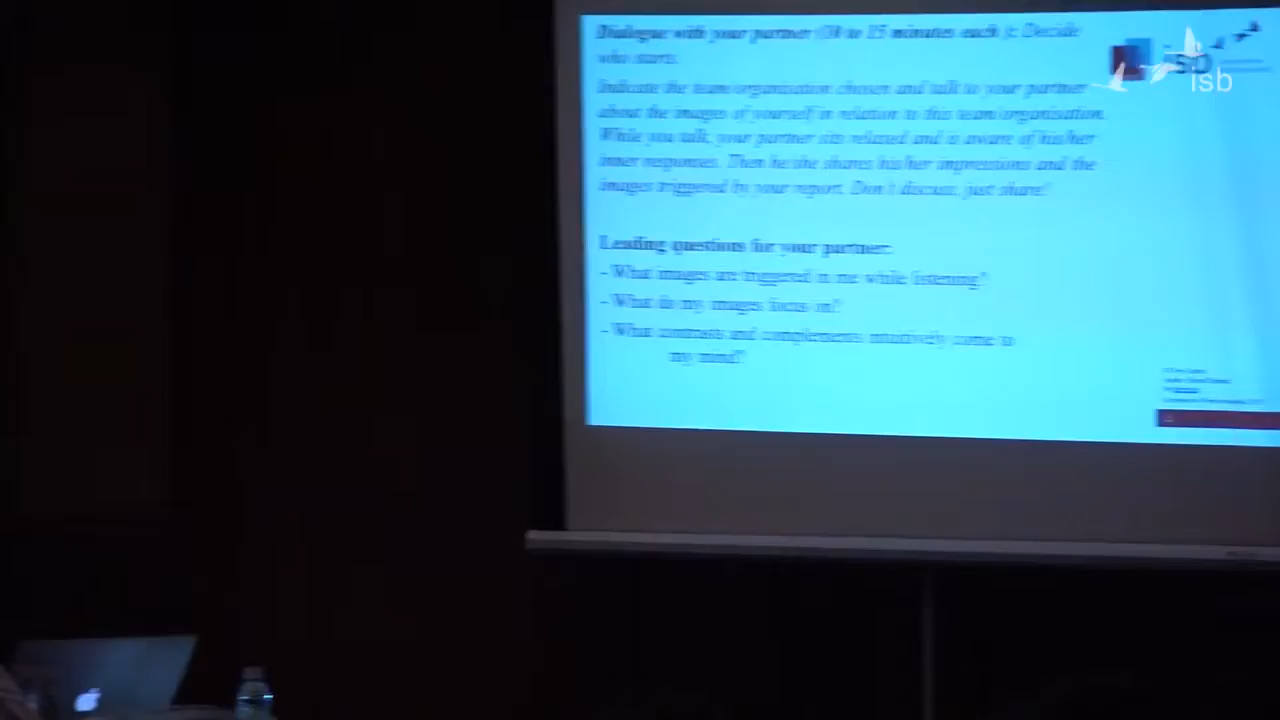 Dialogue with your partner (10 to 15 minutes each ): Decide
who starts.
Indicate the team/organisation chosen and talk to your partner
about the images of yourself in relation to this team/organisation.
While you talk, your partner sits relaxed and is aware of his/her
inner responses. Then he/she shares his/her impressions and the
images triggered by your report. Don't discuss, just share!
Leading questions for your partner:
- What images are triggered in me while listening?
- What do my images focus on?
- What contrasts and complements intuitively come to
my mind?
isb
isb